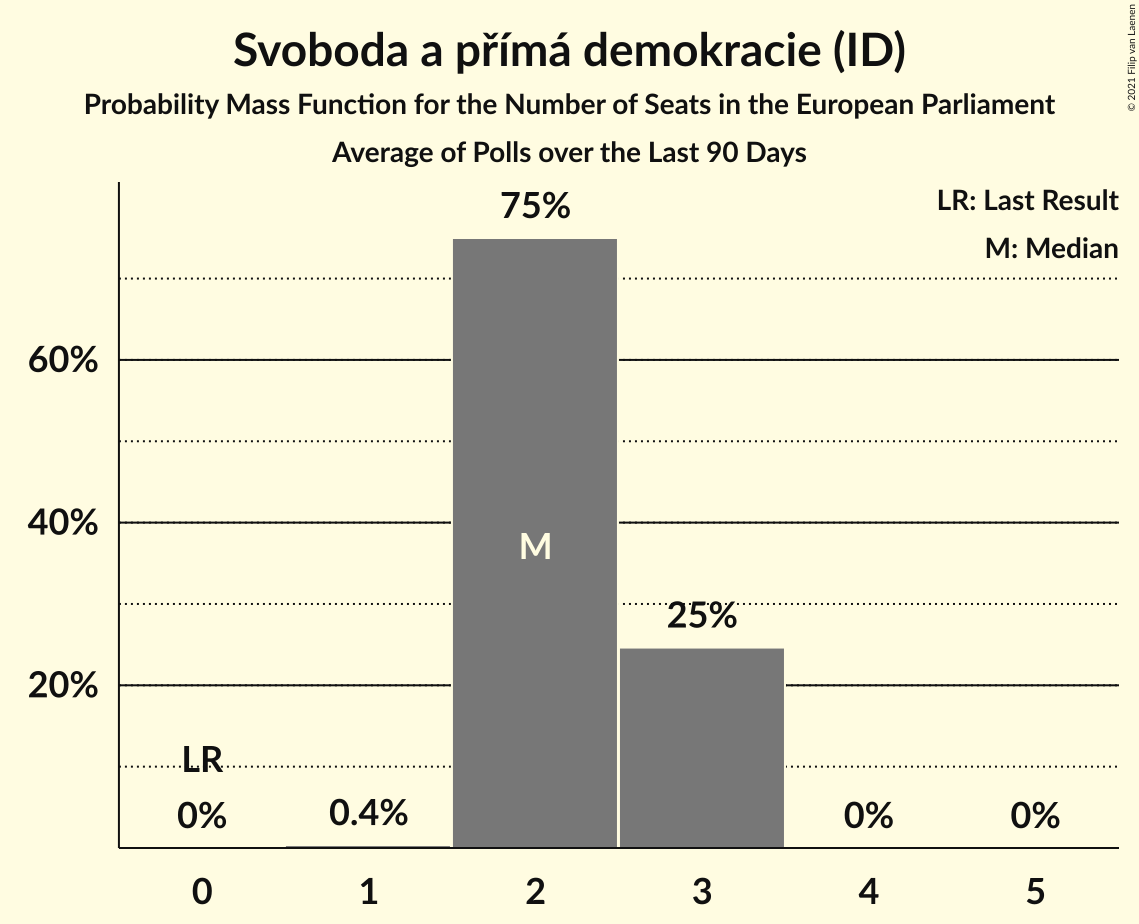 Svoboda a přímá demokracie (ID)
Probability Mass Function for the Number of Seats in the European Parliament
Average of Polls over the Last 90 Days
© 2021 Filip van Laenen
LR: Last Result
M: Median
75%
60%
40%
M
25%
20%
LR
0%
0.4%
0%
0%
0 1 2 3 4 5